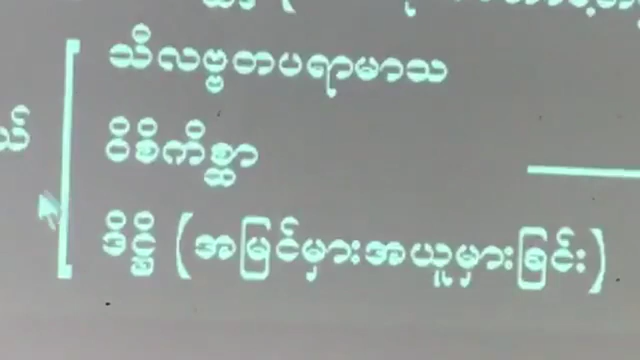 သီလဗ္ဗတပရာမာသ
ယ်
ဝိစိကိစ္ဆာ
ဒိဋ္ဌိ (အမြင်မှားအယူမှားခြင်း)